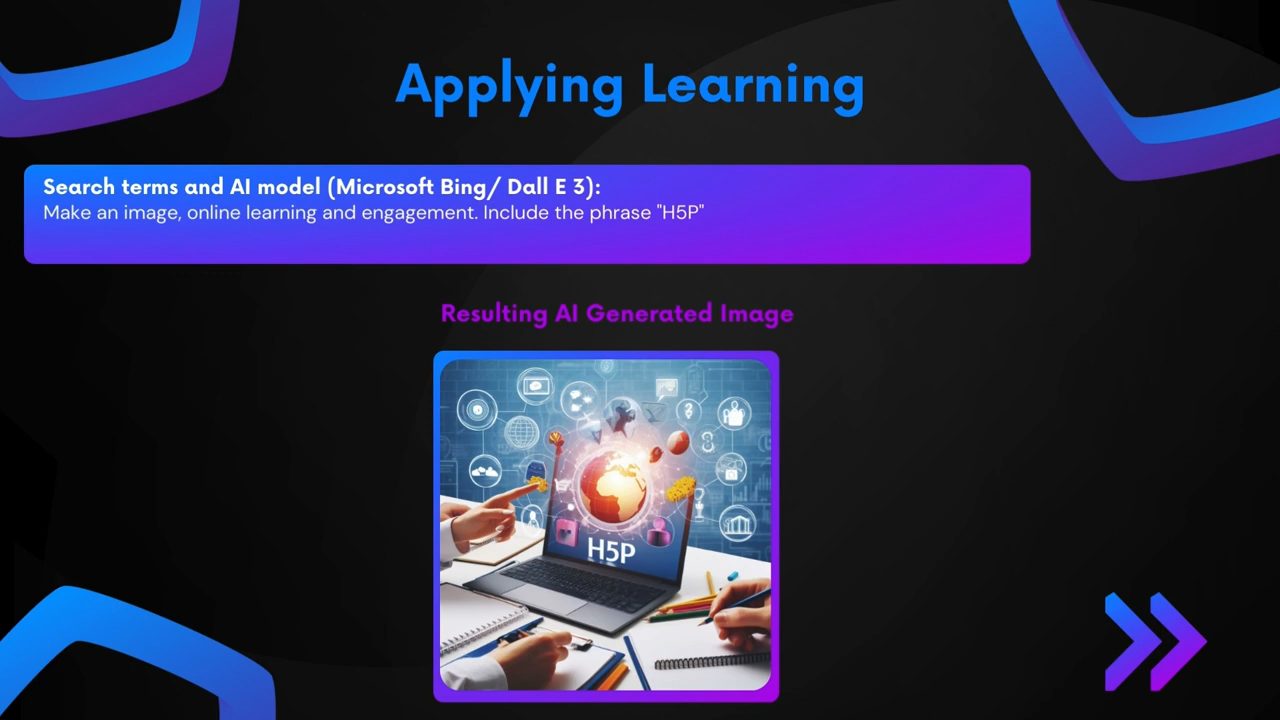 Applying Learning
Search terms and AI model (Microsoft Bing/ Dall E 3):
Make an image, online learning and engagement. Include the phrase "H5P"
Resulting AI Generated Image
H5P